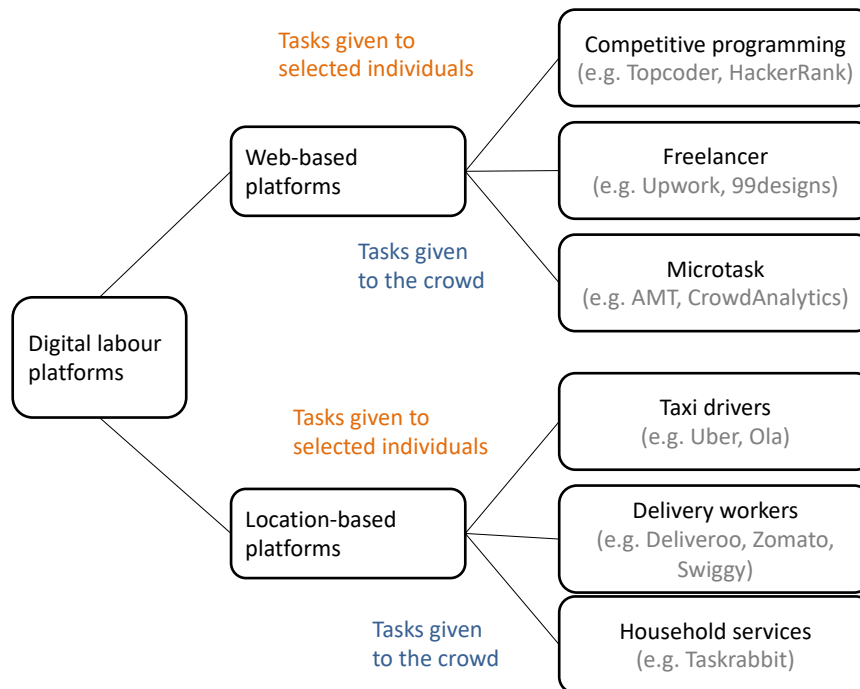 Tasks given to
selected individuals
Competitive programming
(e.g. Topcoder, HackerRank)
Web-based
platforms
Freelancer
(e.g. Upwork, 99designs)
Tasks given
to the crowd
Microtask
(e.g. AMT, CrowdAnalytics)
Digital labour
platforms
Tasks given to
selected individuals
Taxi drivers
(e.g. Uber, Ola)
Location-based
platforms
Delivery workers
(e.g. Deliveroo, Zomato,
Swiggy)
Tasks given
to the crowd
Household services
(e.g. Taskrabbit)